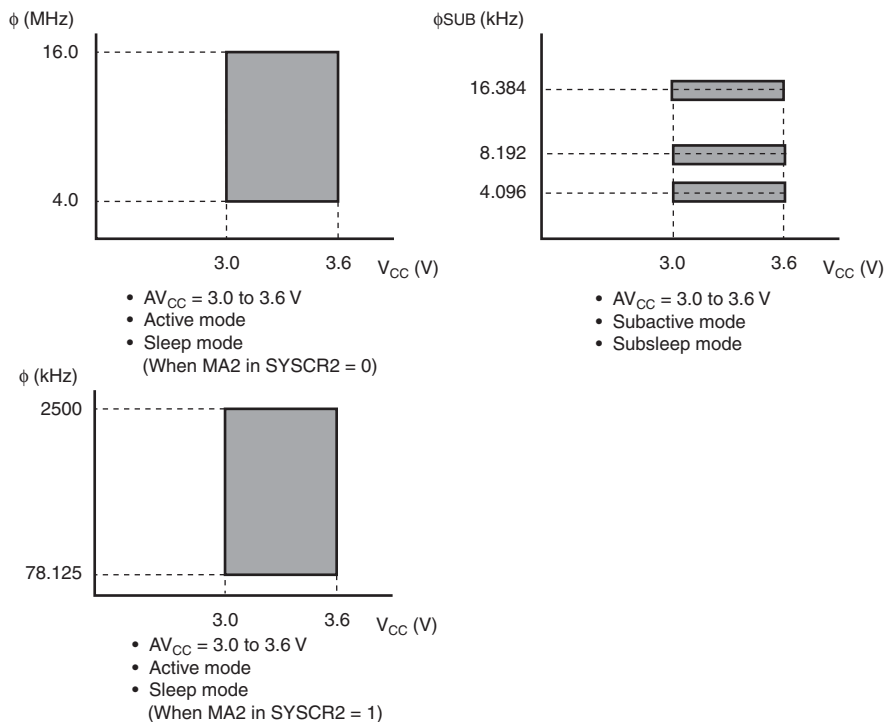 ϕ (MHz)
16.0
4.0
3.0
3.6
VCC (V)
• AVCC = 3.0 to 3.6 V
• Active mode
• Sleep mode
(When MA2 in SYSCR2 = 0)
ϕSUB (kHz)
16.384
8.192
4.096
3.0
3.6
VCC (V)
• AVCC = 3.0 to 3.6 V
• Subactive mode
• Subsleep mode
ϕ (kHz)
2500
78.125
3.0
3.6
VCC (V)
• AVCC = 3.0 to 3.6 V
• Active mode
• Sleep mode
(When MA2 in SYSCR2 = 1)